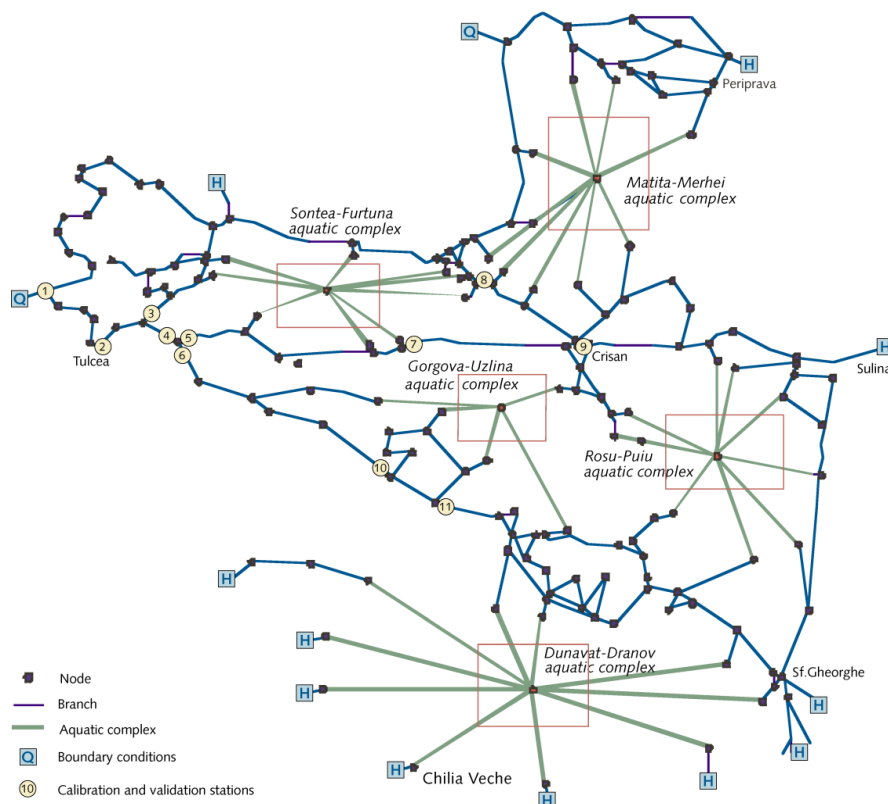 Q
H
Periprava
H
Matita-Merhei
aquatic complex
Sontea-Furtuna
aquatic complex
8
Q
1
3
2
Tulcea
4
5
6
7
9
Crisan
H
Sulina
Gorgova-Uzlina
aquatic complex
Rosu-Puiu
aquatic complex
10
11
H
H
H
Dunavat-Dranov
aquatic complex
Sf.Gheorghe
H
H
H
H
H
Chilia Veche
Node
Branch
Aquatic complex
Q
Boundary conditions
10
Calibration and validation stations